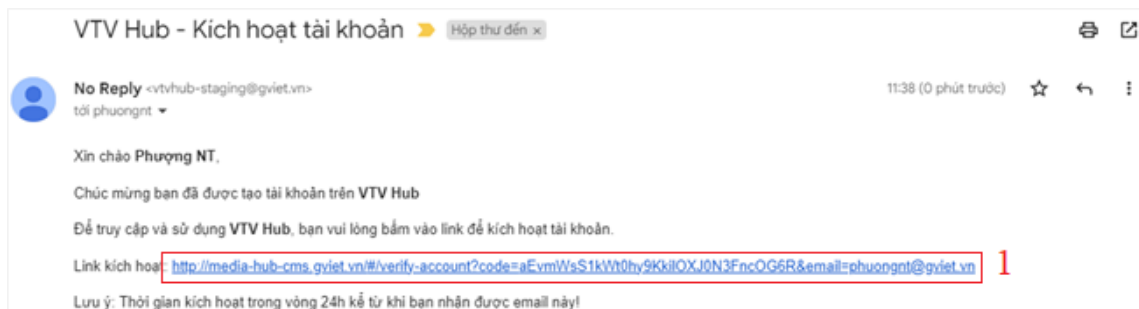 VTV Hub - Kích hoạt tài khoản Hộp thư đến x
No Reply <vtvhub-staging@gviet.vn> 11:38 (0 phút trước)
tới phuongnt
Xin chào Phượng NT,
Chúc mừng bạn đã được tạo tài khoản trên VTV Hub
Để truy cập và sử dụng VTV Hub, bạn vui lòng bấm vào link để kích hoạt tài khoản.
Link kích hoạt: http://media-hub-cms.gviet.vn/#/verify-account?code=aEvmWsS1kWt0hy9KkilOXJ0N3FncOG6R&email=phuongnt@gviet.vn 1
Lưu ý: Thời gian kích hoạt trong vòng 24h kể từ khi bạn nhận được email này!